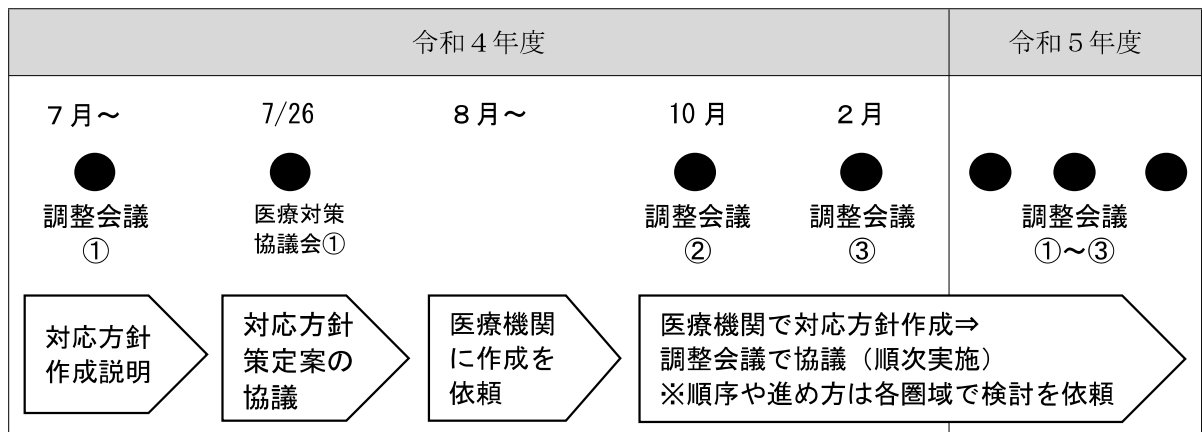 令和４年度
令和５年度
７月～
7/26
８月～
10月
２月
調整会議
①
医療対策
協議会①
調整会議
②
調整会議
③
調整会議
①～③
対応方針
作成説明
対応方針
策定案の
協議
医療機関
に作成を
依頼
医療機関で対応方針作成⇒
調整会議で協議（順次実施）
※順序や進め方は各圏域で検討を依頼